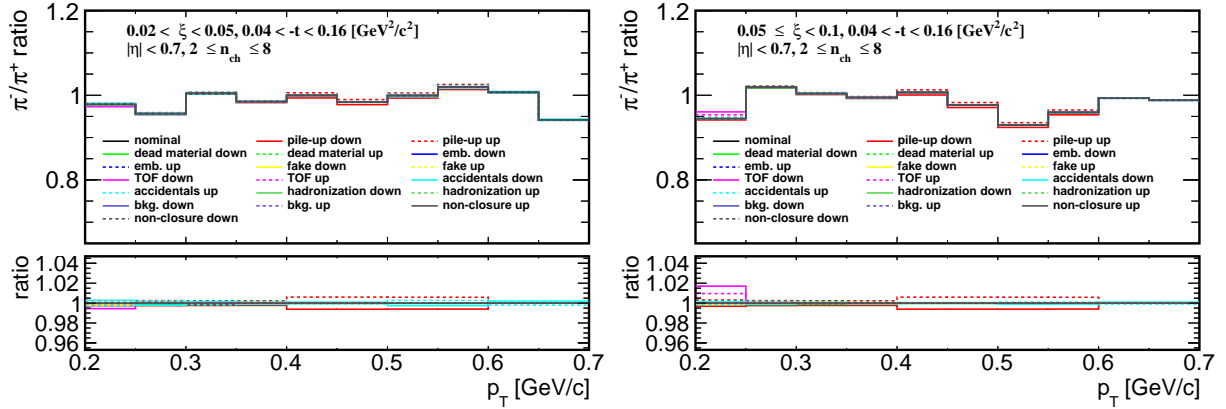 π⁻/π⁺ ratio
1.2
1
0.8
0.02 < ξ < 0.05, 0.04 < -t < 0.16 [GeV²/c²]
|η| < 0.7, 2 ≤ n_ch ≤ 8
nominal pile-up down pile-up up
dead material down dead material up emb. down
emb. up fake down fake up
TOF down TOF up accidentals down
accidentals up hadronization down hadronization up
bkg. down bkg. up non-closure up
non-closure down
ratio
1.04
1.02
1
0.98
0.96
0.2 0.3 0.4 0.5 0.6 0.7
p_T [GeV/c]
π⁻/π⁺ ratio
1.2
1
0.8
0.05 ≤ ξ < 0.1, 0.04 < -t < 0.16 [GeV²/c²]
|η| < 0.7, 2 ≤ n_ch ≤ 8
nominal pile-up down pile-up up
dead material down dead material up emb. down
emb. up fake down fake up
TOF down TOF up accidentals down
accidentals up hadronization down hadronization up
bkg. down bkg. up non-closure up
non-closure down
ratio
1.04
1.02
1
0.98
0.96
0.2 0.3 0.4 0.5 0.6 0.7
p_T [GeV/c]